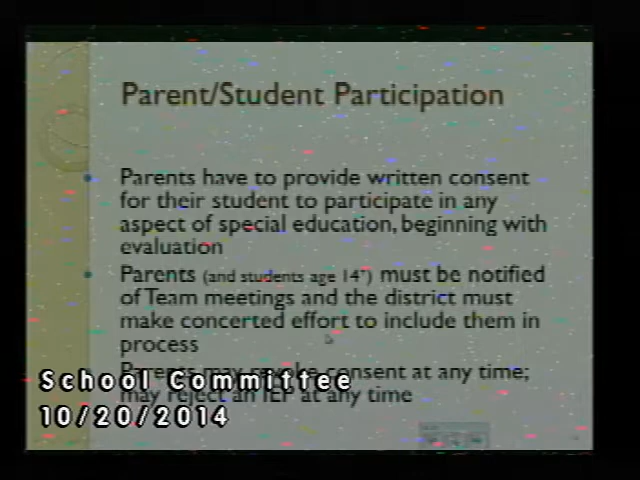 Parent/Student Participation
Parents have to provide written consent
for their student to participate in any
aspect of special education, beginning with
evaluation
Parents (and students age 14+) must be notified
of Team meetings and the district must
make concerted effort to include them in
process
Parents may revoke consent at any time;
may reject an IEP at any time
School Committee
10/20/2014